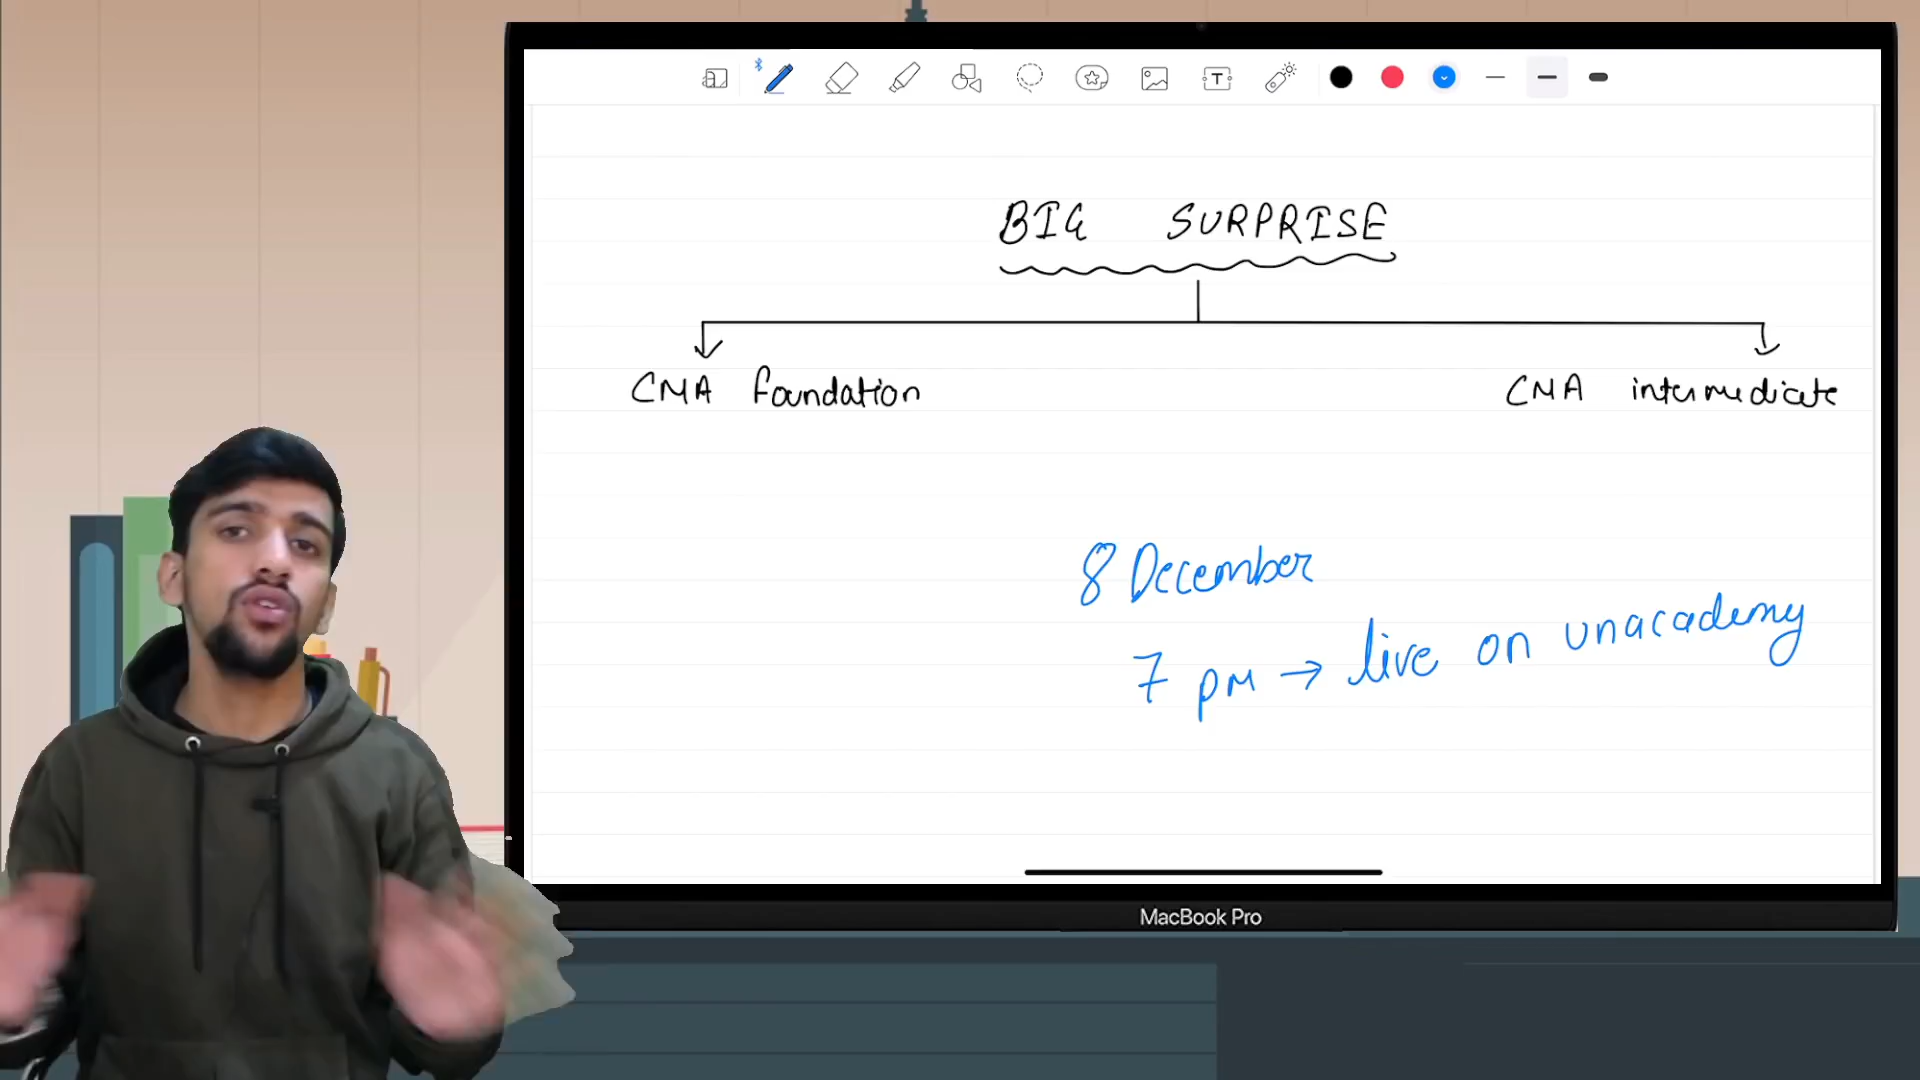 BIG SURPRISE
CMA foundation
CMA intermediate
8 December
7 pm → live on unacademy
MacBook Pro